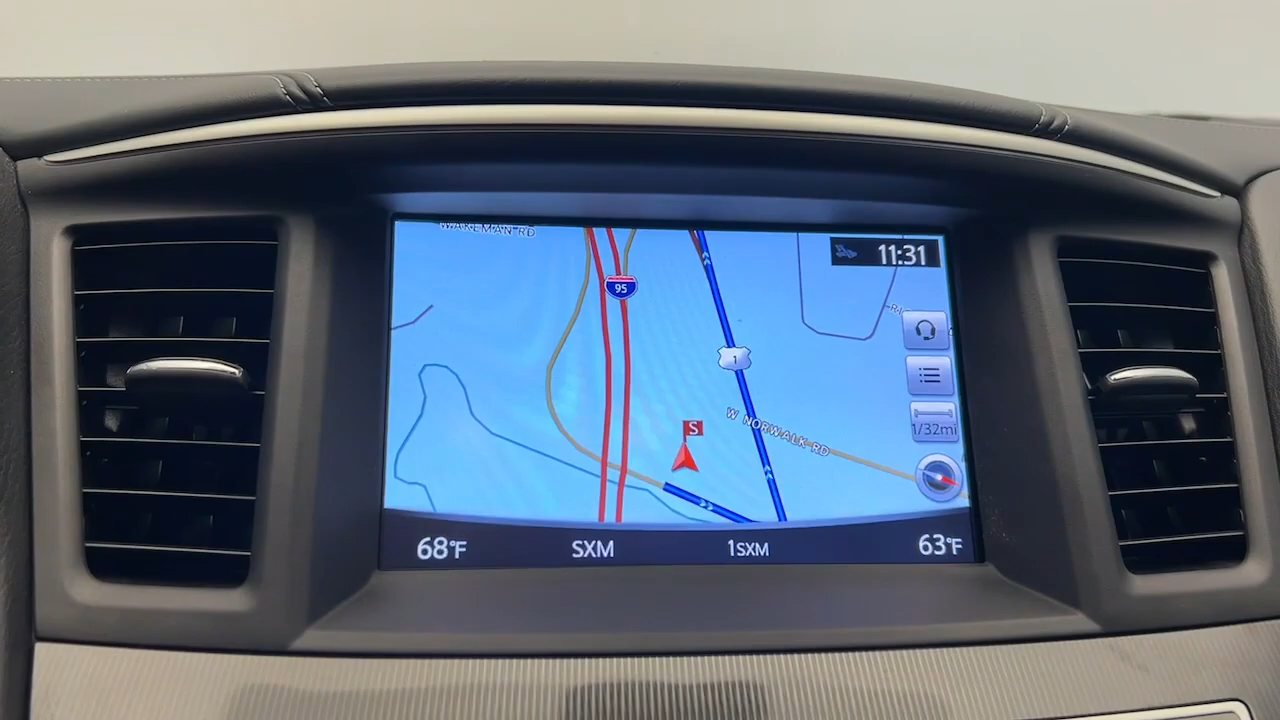 WAKEMAN RD
11:31
95
1
S
W NORWALK RD
1/32mi
68°F
SXM
1SXM
63°F